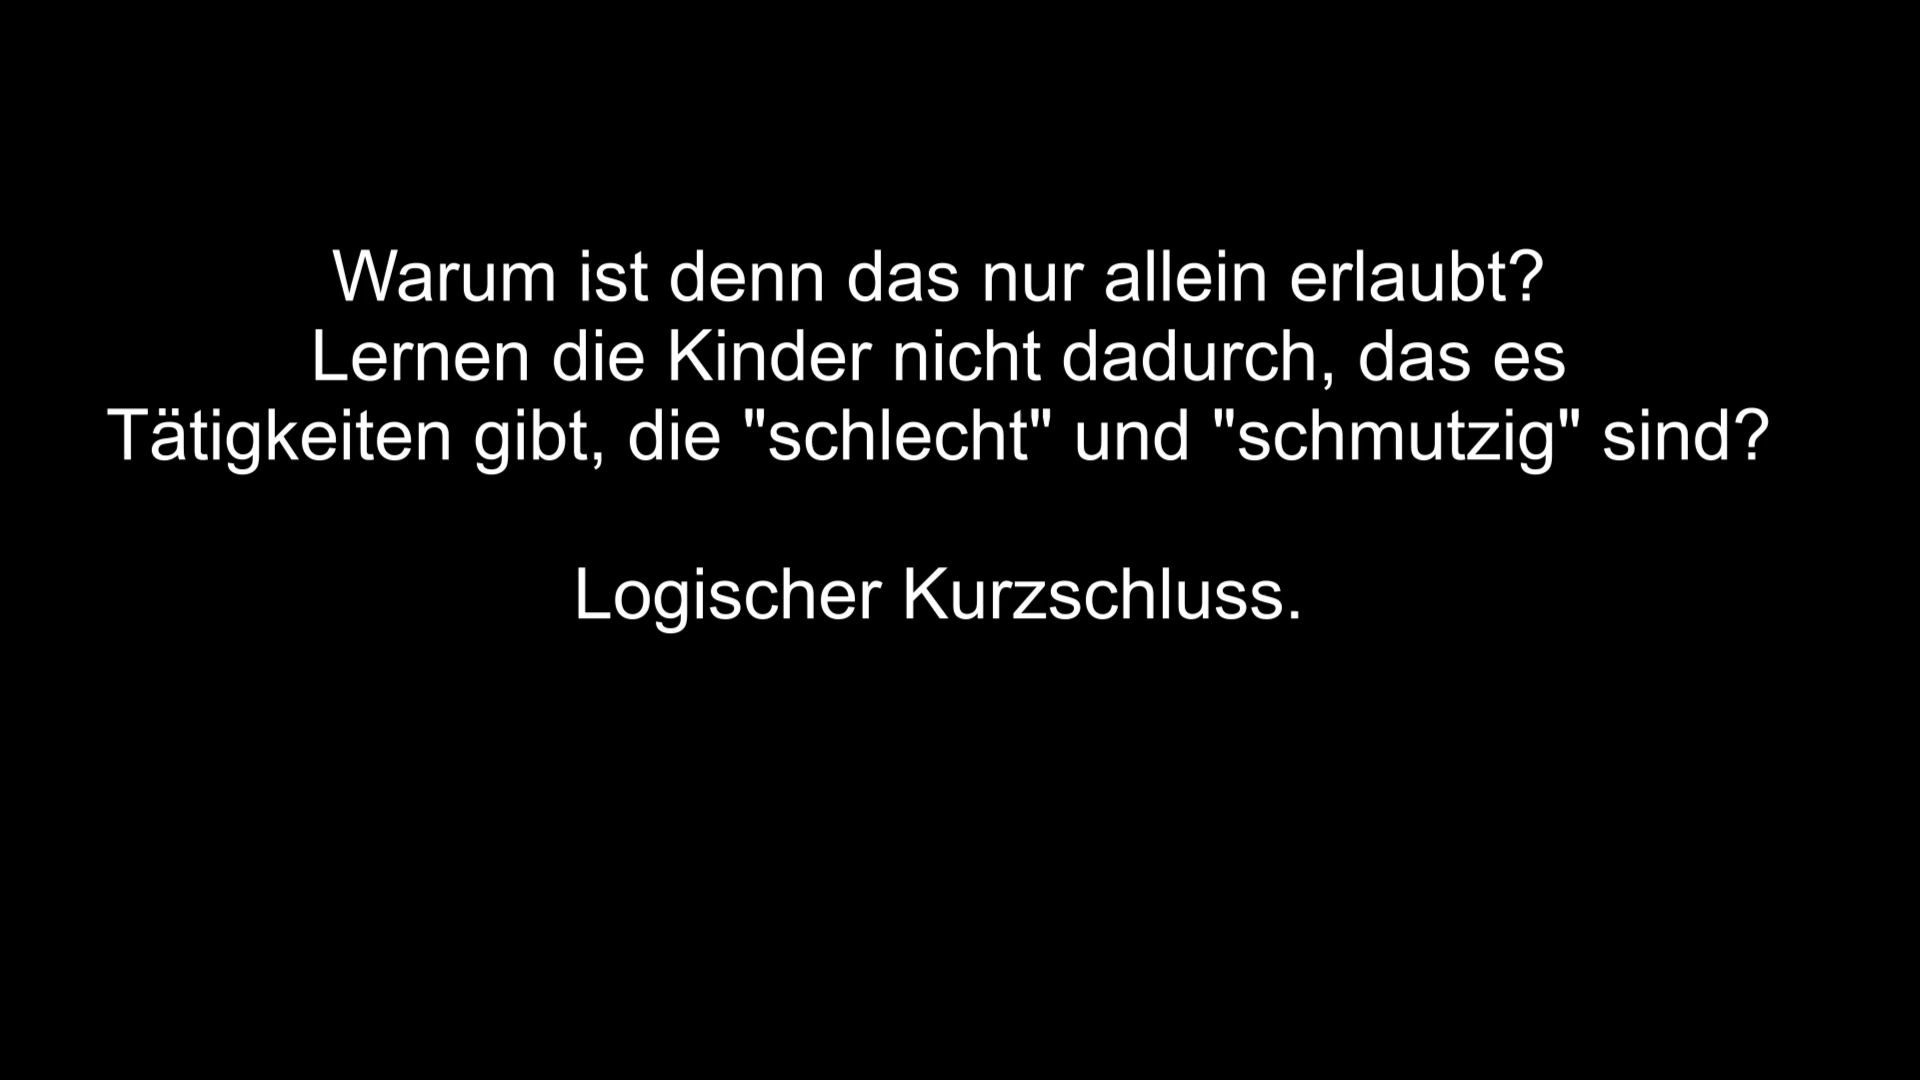 Warum ist denn das nur allein erlaubt?
Lernen die Kinder nicht dadurch, das es
Tätigkeiten gibt, die "schlecht" und "schmutzig" sind?
Logischer Kurzschluss.